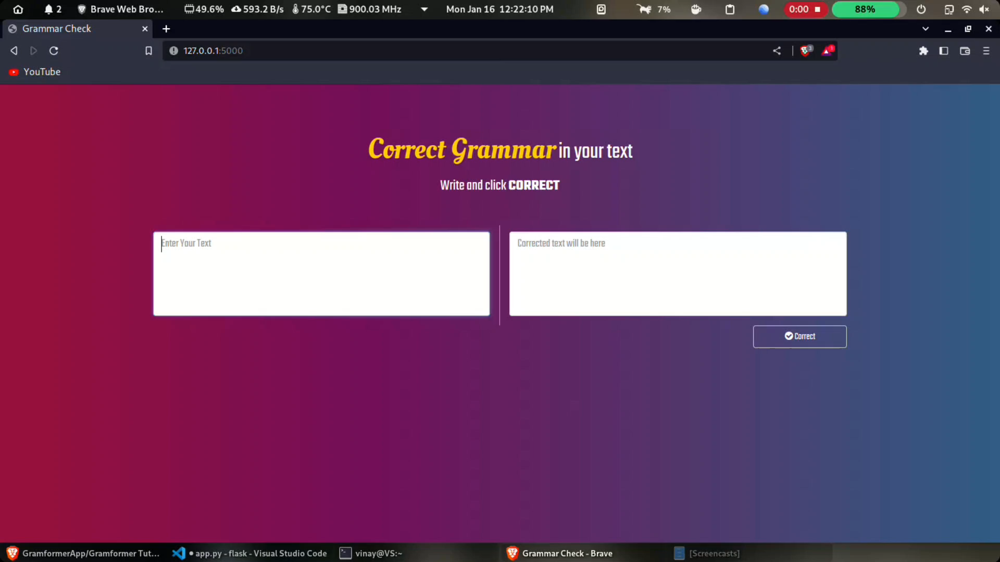 2 Brave Web Bro... 49.6% 593.2 B/s 75.0°C 900.03 MHz Mon Jan 16 12:22:10 PM 7% 0:00 88%
Grammar Check
127.0.0.1:5000 3 1
YouTube
Correct Grammar in your text
Write and click CORRECT
Enter Your Text Corrected text will be here
Correct
GramformerApp/Gramformer Tut... • app.py - flask - Visual Studio Code vinay@VS:~ Grammar Check - Brave [Screencasts]